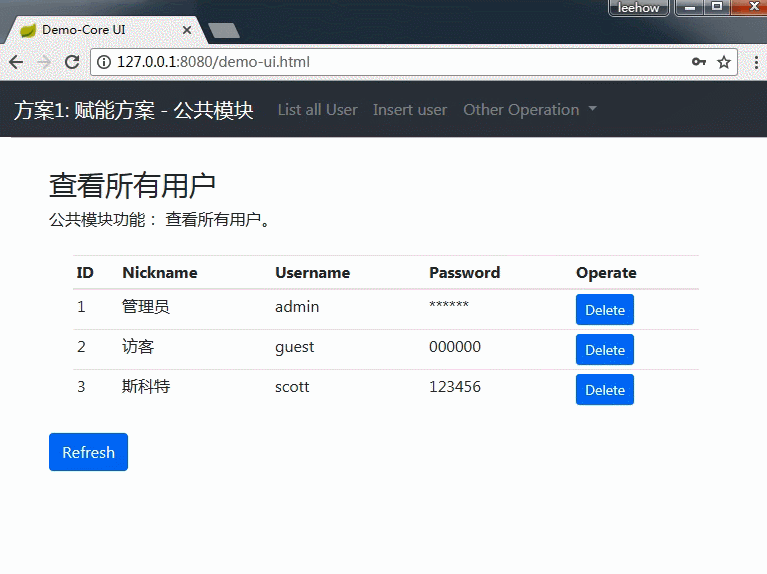 leehow
Demo-Core UI
127.0.0.1:8080/demo-ui.html
方案1: 赋能方案 - 公共模块 List all User Insert user Other Operation
查看所有用户
公共模块功能： 查看所有用户。
ID Nickname Username Password Operate
1 管理员 admin ****** Delete
2 访客 guest 000000 Delete
3 斯科特 scott 123456 Delete
Refresh